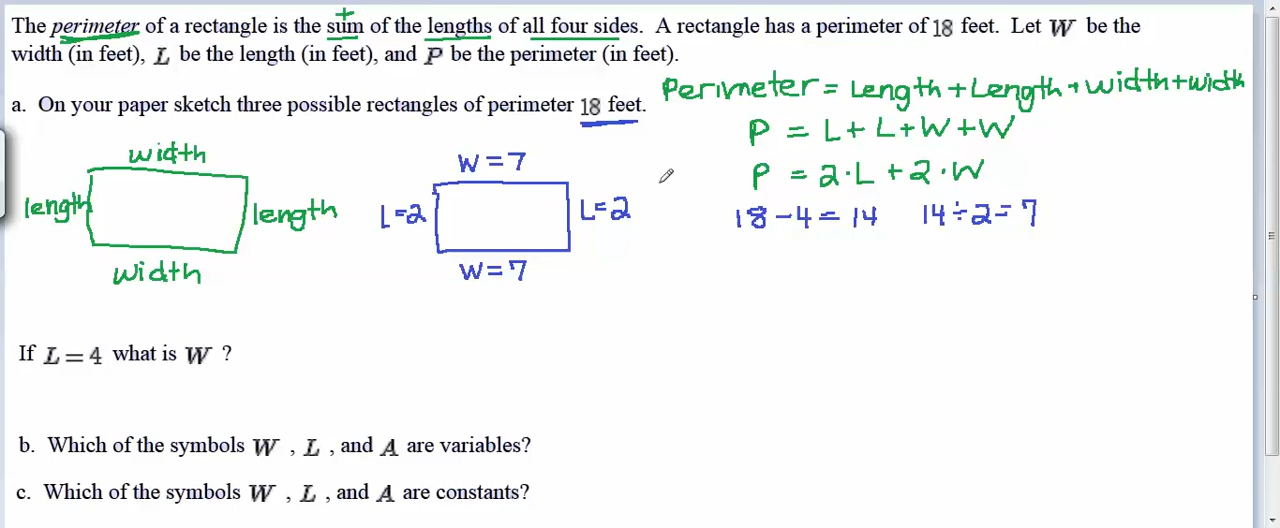 The perimeter of a rectangle is the sum of the lengths of all four sides. A rectangle has a perimeter of 18 feet. Let W be the
width (in feet), L be the length (in feet), and P be the perimeter (in feet).
a. On your paper sketch three possible rectangles of perimeter 18 feet.
Perimeter = Length + Length + width + width
P = L + L + W + W
P = 2·L + 2·W
18 - 4 = 14 14 ÷ 2 = 7
width
length
length
width
W = 7
L = 2
L = 2
W = 7
If L = 4 what is W ?
b. Which of the symbols W , L , and A are variables?
c. Which of the symbols W , L , and A are constants?